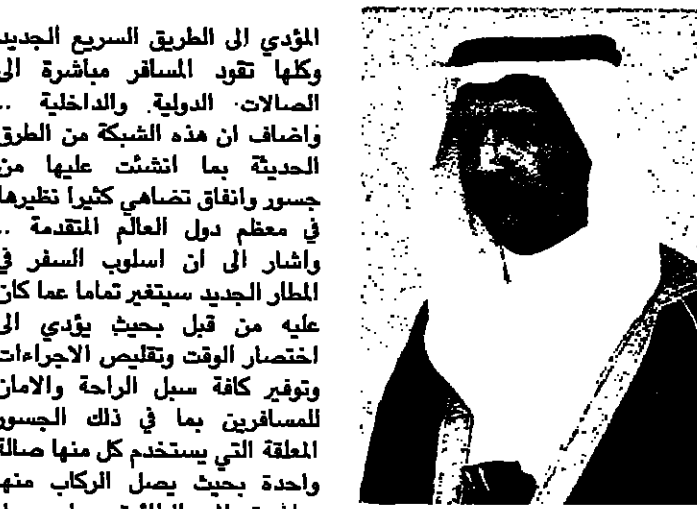 المؤدي الى الطريق السريع الجديد
وكلها تقود المسافر مباشرة الى
الصالات الدولية والداخلية ..
واضاف ان هذه الشبكة من الطرق
الحديثة بما انشئت عليها من
جسور وانفاق تضاهي كثيرا نظيرها
في معظم دول العالم المتقدمة ..
واشار الى ان اسلوب السفر في
المطار الجديد سيتغير تماما عما كان
عليه من قبل بحيث يؤدي الى
اختصار الوقت وتقليص الاجراءات
وتوفير كافة سبل الراحة والامان
للمسافرين بما في ذلك الجسور
المعلقة التي يستخدم كل منها صالة
واحدة بحيث يصل الركاب منها